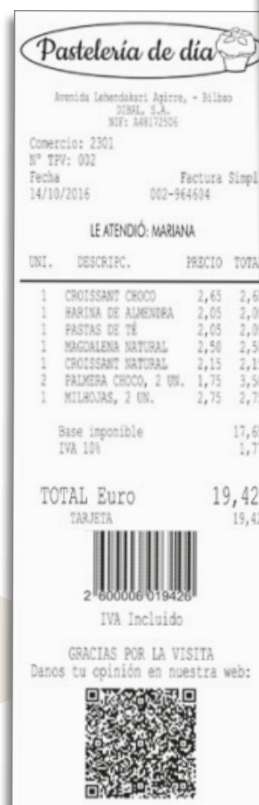 Pastelería de día
Avenida Lehendakari Agirre, - Bilbao
DIBAL, S.A.
NIF: A48172506
Comercio: 2301
Nº TPV: 002
Fecha Factura Simpl
14/10/2016 002-964604
LE ATENDIÓ: MARIANA
UNI. DESCRIPC. PRECIO TOTA
1 CROISSANT CHOCO 2,65 2,6
1 HARINA DE ALMENDRA 2,05 2,0
1 PASTAS DE TÉ 2,05 2,0
1 MAGDALENA NATURAL 2,50 2,5
1 CROISSANT NATURAL 2,15 2,1
2 PALMERA CHOCO, 2 UN. 1,75 3,5
1 MILHOJAS, 2 UN. 2,75 2,7
Base imponible 17,6
IVA 10% 1,7
TOTAL Euro 19,42
TARJETA 19,42
2 600006 019426
IVA Incluido
GRACIAS POR LA VISITA
Danos tu opinión en nuestra web: